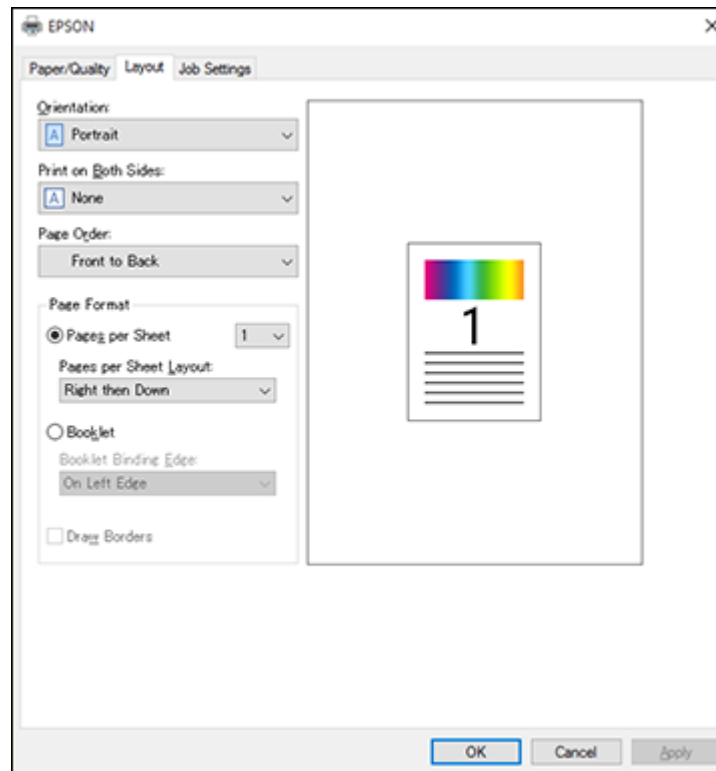 EPSON
Paper/Quality Layout Job Settings
Orientation:
A Portrait
Print on Both Sides:
A None
Page Order:
Front to Back
Page Format
Pages per Sheet 1
Pages per Sheet Layout:
Right then Down
Booklet
Booklet Binding Edge:
On Left Edge
Draw Borders
1
OK Cancel Apply